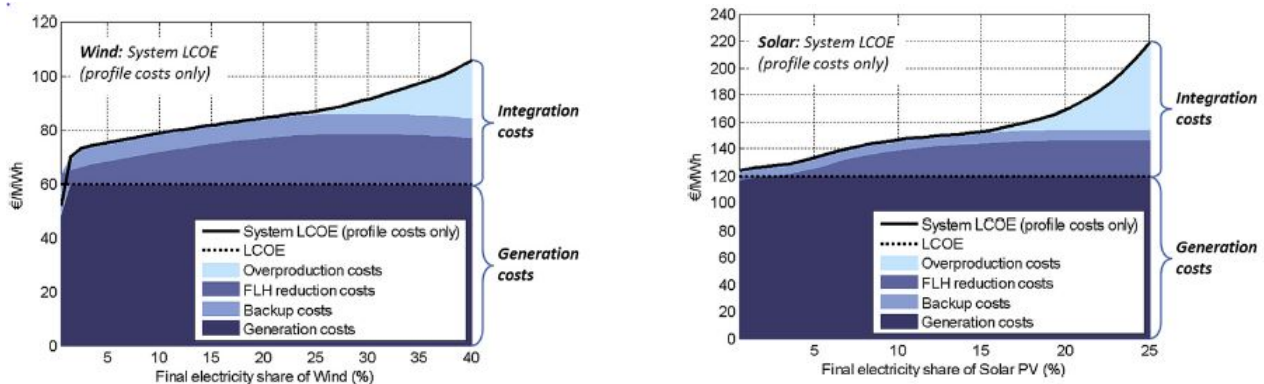 120
100
80
60
40
20
0
€/MWh
Wind: System LCOE
(profile costs only)
System LCOE (profile costs only)
LCOE
Overproduction costs
FLH reduction costs
Backup costs
Generation costs
5 10 15 20 25 30 35 40
Final electricity share of Wind (%)
Integration
costs
Generation
costs
240
220
200
180
160
140
120
100
80
60
40
20
0
€/MWh
Solar: System LCOE
(profile costs only)
System LCOE (profile costs only)
LCOE
Overproduction costs
FLH reduction costs
Backup costs
Generation costs
5 10 15 20 25
Final electricity share of Solar PV (%)
Integration
costs
Generation
costs